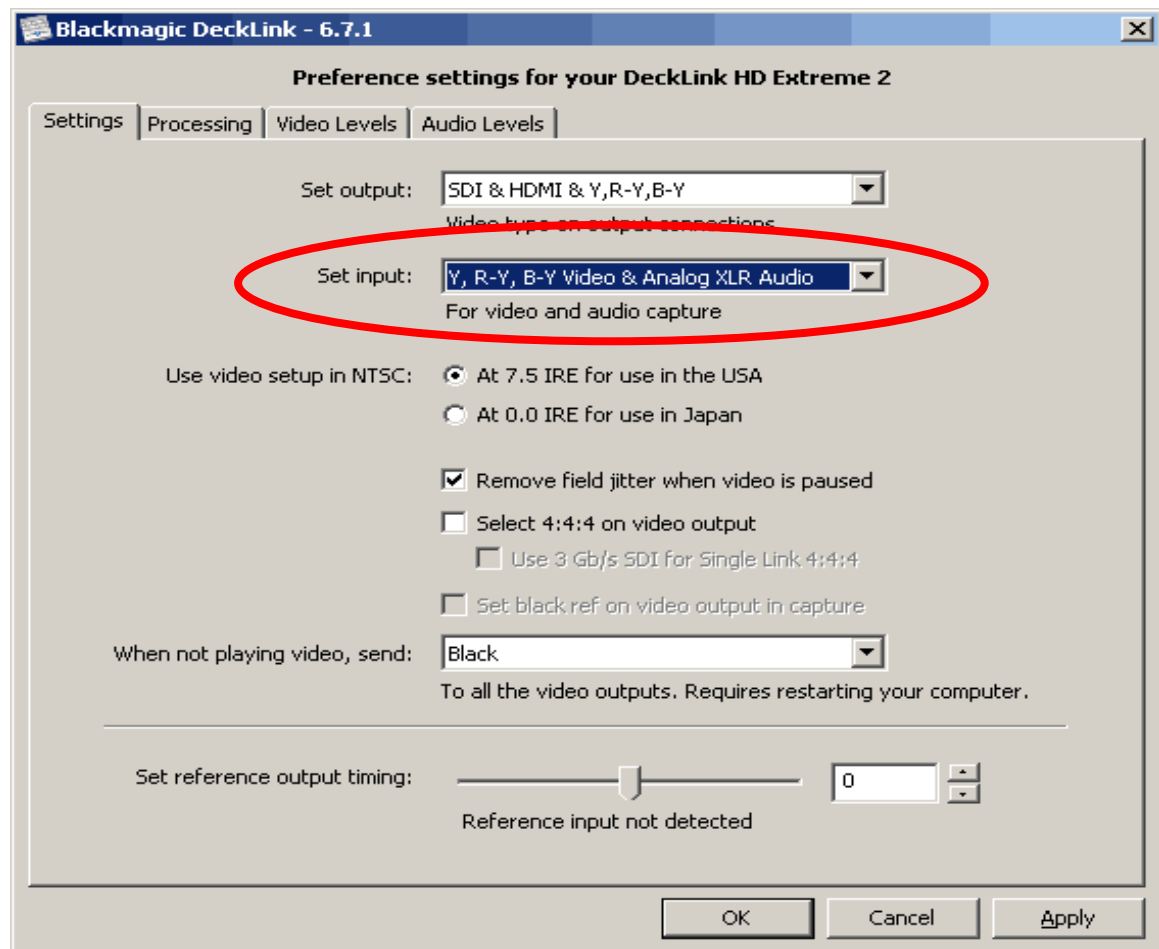 Blackmagic DeckLink - 6.7.1
Preference settings for your DeckLink HD Extreme 2
Settings Processing Video Levels Audio Levels
Set output: SDI & HDMI & Y,R-Y,B-Y
Video type on output connections
Set input: Y, R-Y, B-Y Video & Analog XLR Audio
For video and audio capture
Use video setup in NTSC: At 7.5 IRE for use in the USA
At 0.0 IRE for use in Japan
Remove field jitter when video is paused
Select 4:4:4 on video output
Use 3 Gb/s SDI for Single Link 4:4:4
Set black ref on video output in capture
When not playing video, send: Black
To all the video outputs. Requires restarting your computer.
Set reference output timing: 0
Reference input not detected
OK Cancel Apply